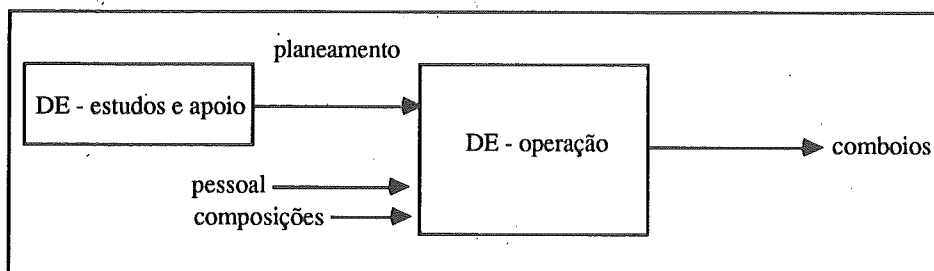 planeamento
DE - estudos e apoio
DE - operação
comboios
pessoal
composições